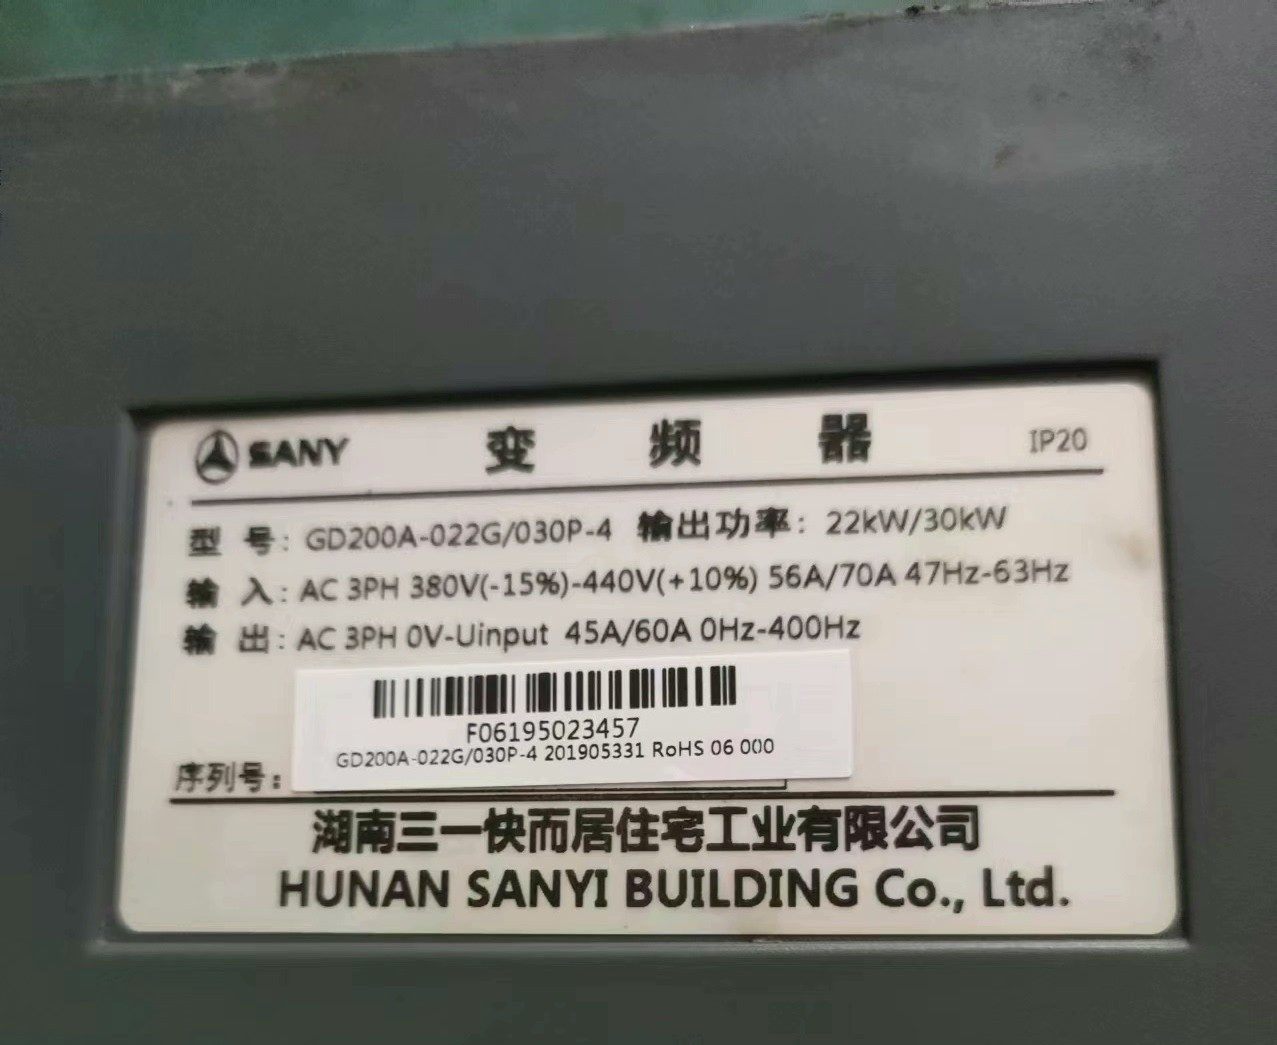 SANY 变频器 IP20
型号: GD200A-022G/030P-4 输出功率: 22kW/30kW
输入: AC 3PH 380V(-15%)-440V(+10%) 56A/70A 47Hz-63Hz
输出: AC 3PH 0V-Uinput 45A/60A 0Hz-400Hz
F06195023457
GD200A-022G/030P-4 201905331 RoHS 06 000
序列号:
湖南三一快而居住宅工业有限公司
HUNAN SANYI BUILDING Co., Ltd.